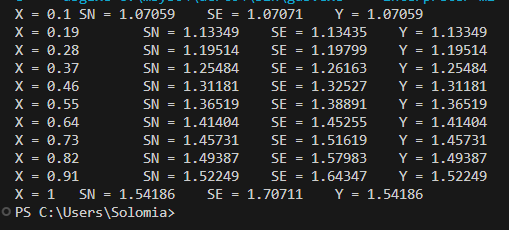 X = 0.1 SN = 1.07059 SE = 1.07071 Y = 1.07059
X = 0.19 SN = 1.13349 SE = 1.13435 Y = 1.13349
X = 0.28 SN = 1.19514 SE = 1.19799 Y = 1.19514
X = 0.37 SN = 1.25484 SE = 1.26163 Y = 1.25484
X = 0.46 SN = 1.31181 SE = 1.32527 Y = 1.31181
X = 0.55 SN = 1.36519 SE = 1.38891 Y = 1.36519
X = 0.64 SN = 1.41404 SE = 1.45255 Y = 1.41404
X = 0.73 SN = 1.45731 SE = 1.51619 Y = 1.45731
X = 0.82 SN = 1.49387 SE = 1.57983 Y = 1.49387
X = 0.91 SN = 1.52249 SE = 1.64347 Y = 1.52249
X = 1 SN = 1.54186 SE = 1.70711 Y = 1.54186
PS C:\Users\Solomia>